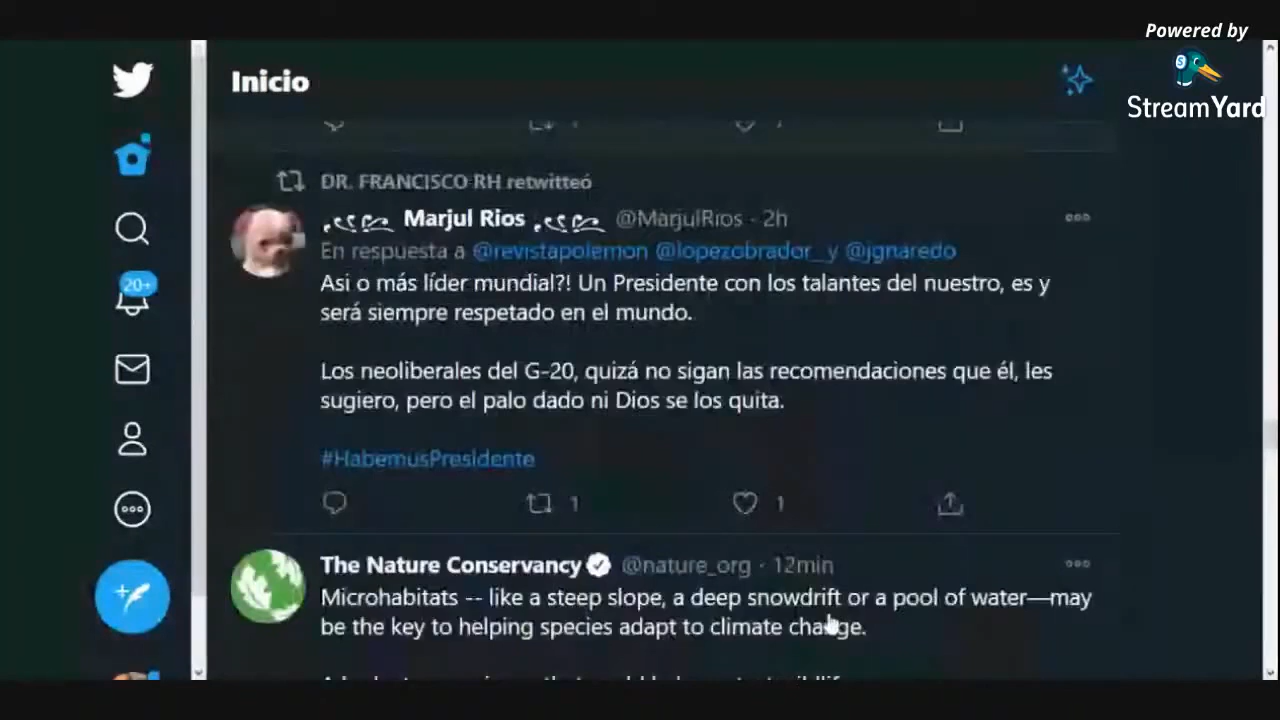 Powered by
StreamYard
Inicio
DR. FRANCISCO RH retwitteó
Marjul Rios @MarjulRios · 2h
En respuesta a @revistapolemon @lopezobrador_ y @jgnaredo
Asi o más líder mundial?! Un Presidente con los talantes del nuestro, es y
será siempre respetado en el mundo.
Los neoliberales del G-20, quizá no sigan las recomendaciones que él, les
sugiero, pero el palo dado ni Dios se los quita.
#HabemusPresidente
1 1
20+
The Nature Conservancy @nature_org · 12min
Microhabitats -- like a steep slope, a deep snowdrift or a pool of water—may
be the key to helping species adapt to climate change.